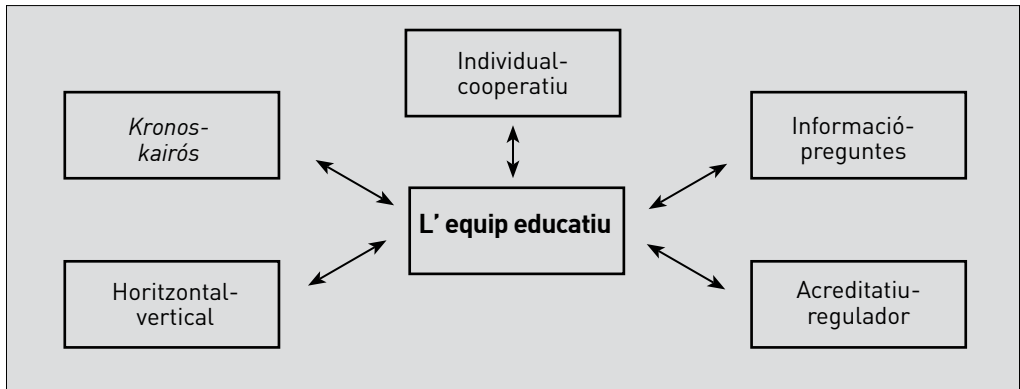 Individual-
cooperatiu
Kronos-
kairós
Informació-
preguntes
L' equip educatiu
Horitzontal-
vertical
Acreditatiu-
regulador